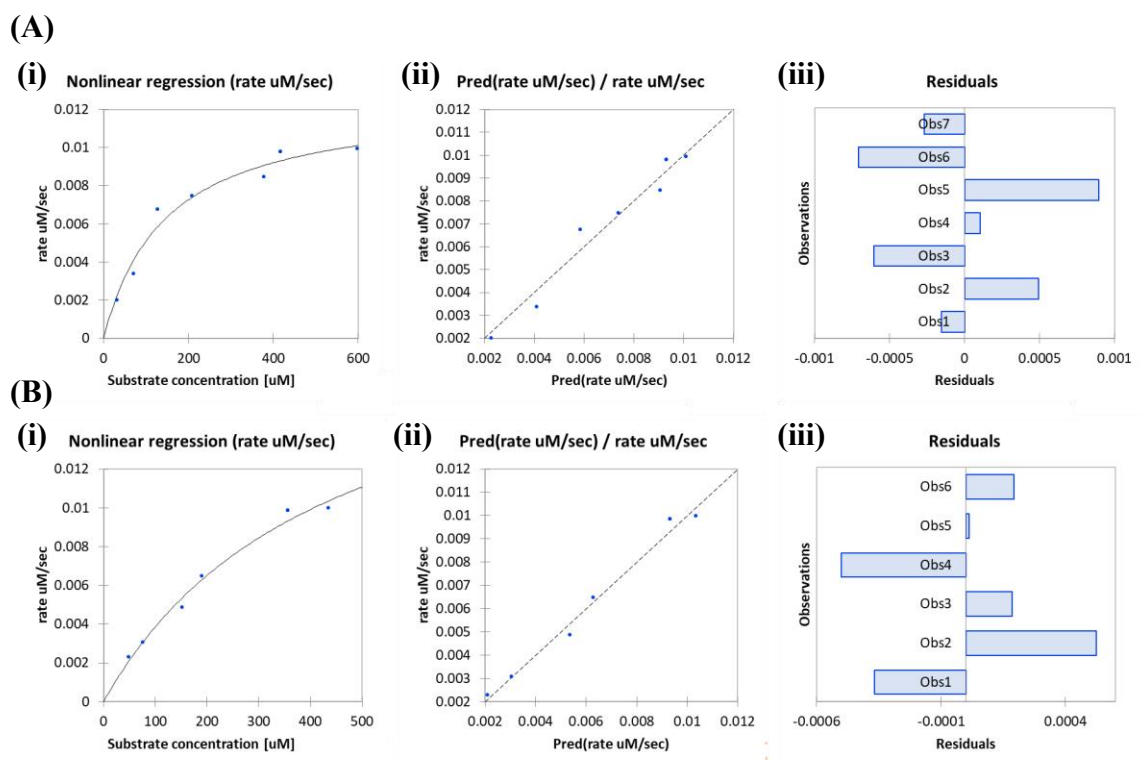 (A)
(i)
Nonlinear regression (rate uM/sec)
rate uM/sec
0.012
0.01
0.008
0.006
0.004
0.002
0
0 200 400 600
Substrate concentration [uM]
(ii)
Pred(rate uM/sec) / rate uM/sec
rate uM/sec
0.012
0.011
0.010
0.009
0.008
0.007
0.006
0.005
0.004
0.003
0.002
0.002 0.004 0.006 0.008 0.01 0.012
Pred(rate uM/sec)
(iii)
Residuals
Observations
Obs7
Obs6
Obs5
Obs4
Obs3
Obs2
Obs1
-0.001 -0.0005 0 0.0005 0.001
Residuals
(B)
(i)
Nonlinear regression (rate uM/sec)
rate uM/sec
0.012
0.01
0.008
0.006
0.004
0.002
0
0 100 200 300 400 500
Substrate concentration [uM]
(ii)
Pred(rate uM/sec) / rate uM/sec
rate uM/sec
0.012
0.011
0.010
0.009
0.008
0.007
0.006
0.005
0.004
0.003
0.002
0.002 0.004 0.006 0.008 0.01 0.012
Pred(rate uM/sec)
(iii)
Residuals
Observations
Obs6
Obs5
Obs4
Obs3
Obs2
Obs1
-0.0006 -0.0001 0.0004
Residuals